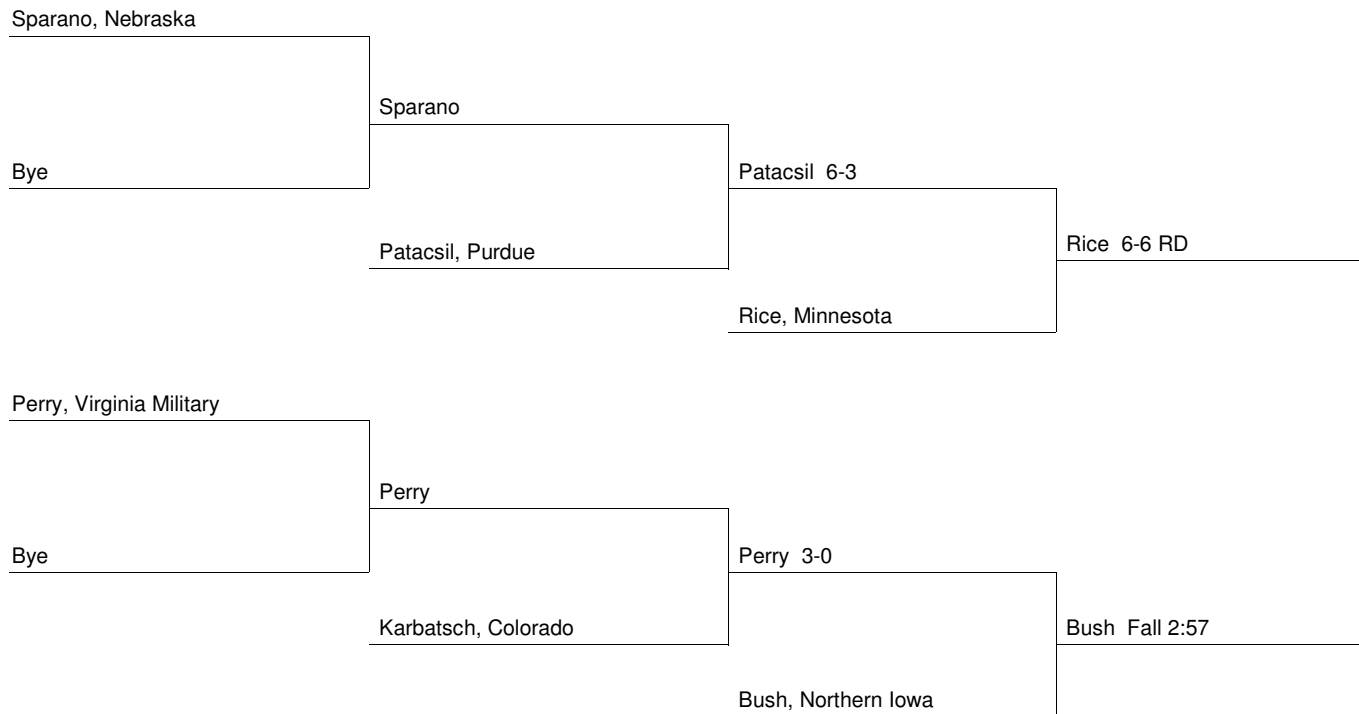 Sparano, Nebraska
Sparano
Bye
Patacsil  6-3
Patacsil, Purdue
Rice  6-6 RD
Rice, Minnesota
Perry, Virginia Military
Perry
Bye
Perry  3-0
Karbatsch, Colorado
Bush  Fall 2:57
Bush, Northern Iowa